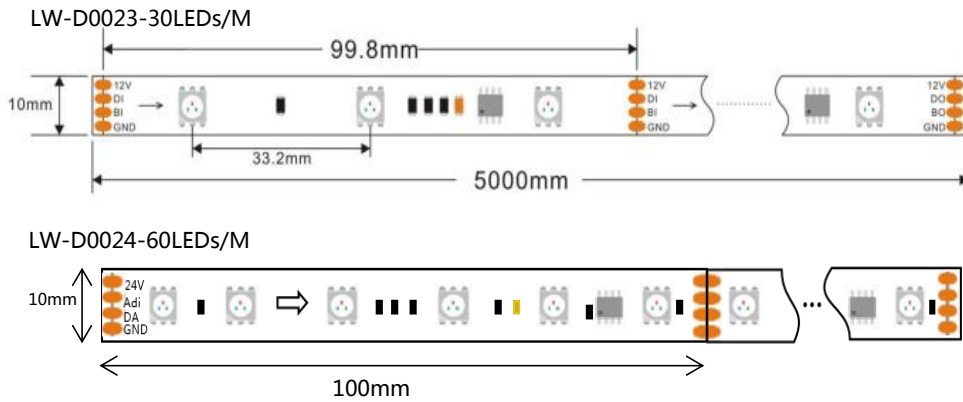 LW-D0023-30LEDs/M
99.8mm
10mm
12V
DI
BI
GND
12V
DI
BI
GND
12V
DO
BO
GND
33.2mm
5000mm
LW-D0024-60LEDs/M
10mm
24V
Adi
DA
GND
100mm